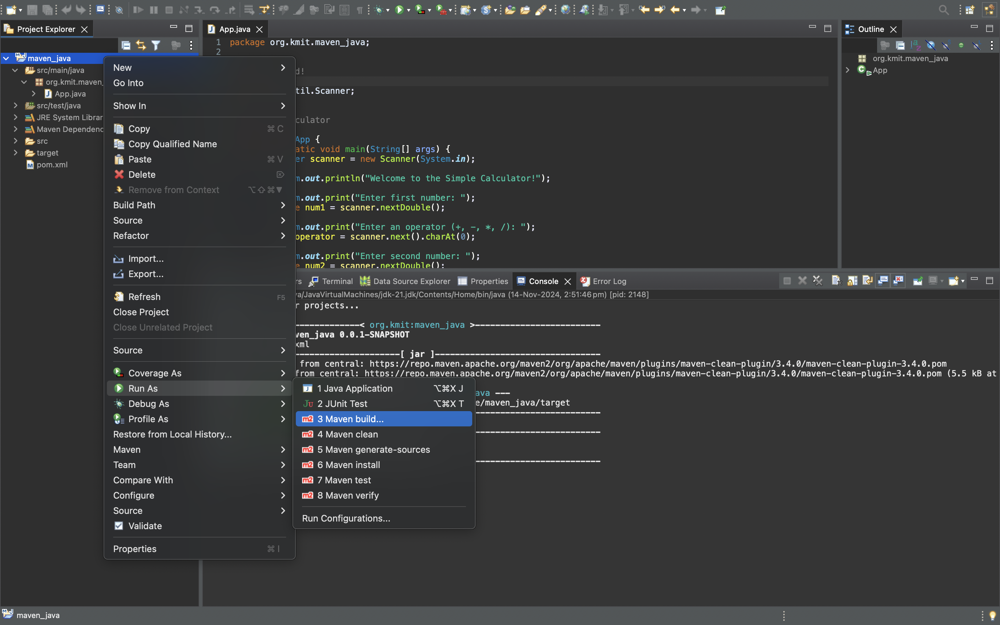 Project Explorer
maven_java
src/main/java
org.kmit.maven_
App.java
src/test/java
JRE System Librar
Maven Dependenc
src
target
pom.xml
New
Go Into
Show In
Copy ⌘ C
Copy Qualified Name
Paste ⌘ V
Delete ⌦
Remove from Context ⌥⇧⌘▼
Build Path
Source
Refactor
Import...
Export...
Refresh F5
Close Project
Close Unrelated Project
Source
Coverage As
Run As
Debug As
Profile As
Restore from Local History...
Maven
Team
Compare With
Configure
Source
Validate
Properties ⌘ I
1 Java Application ⌥⌘X J
2 JUnit Test ⌥⌘X T
3 Maven build...
4 Maven clean
5 Maven generate-sources
6 Maven install
7 Maven test
8 Maven verify
Run Configurations...
App.java
1 package org.kmit.maven_java;
2
d!
til.Scanner;
culator
App {
atic void main(String[] args) {
er scanner = new Scanner(System.in);
m.out.println("Welcome to the Simple Calculator!");
m.out.print("Enter first number: ");
e num1 = scanner.nextDouble();
m.out.print("Enter an operator (+, -, *, /): ");
operator = scanner.next().charAt(0);
m.out.print("Enter second number: ");
e num2 = scanner.nextDouble();
Outline
org.kmit.maven_java
App
rs Terminal Data Source Explorer Properties Console Error Log
va/JavaVirtualMachines/jdk-21.jdk/Contents/Home/bin/java (14-Nov-2024, 2:51:46 pm) [pid: 2148]
r projects...
-------------< org.kmit:maven_java >-------------------------
ven_java 0.0.1-SNAPSHOT
xml
---------------------[ jar ]---------------------------------
from central: https://repo.maven.apache.org/maven2/org/apache/maven/plugins/maven-clean-plugin/3.4.0/maven-clean-plugin-3.4.0.pom
from central: https://repo.maven.apache.org/maven2/org/apache/maven/plugins/maven-clean-plugin/3.4.0/maven-clean-plugin-3.4.0.pom (5.5 kB at
ava ---
e/maven_java/target
-------------------------
-------------------------
-------------------------
maven_java